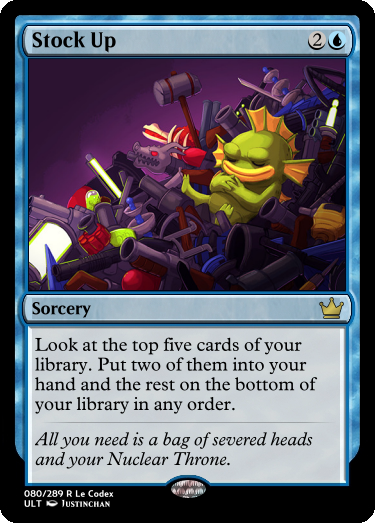 Stock Up 2
Sorcery
Look at the top five cards of your
library. Put two of them into your
hand and the rest on the bottom of
your library in any order.
All you need is a bag of severed heads
and your Nuclear Throne.
080/289 R Le Codex
ULT Justinchan